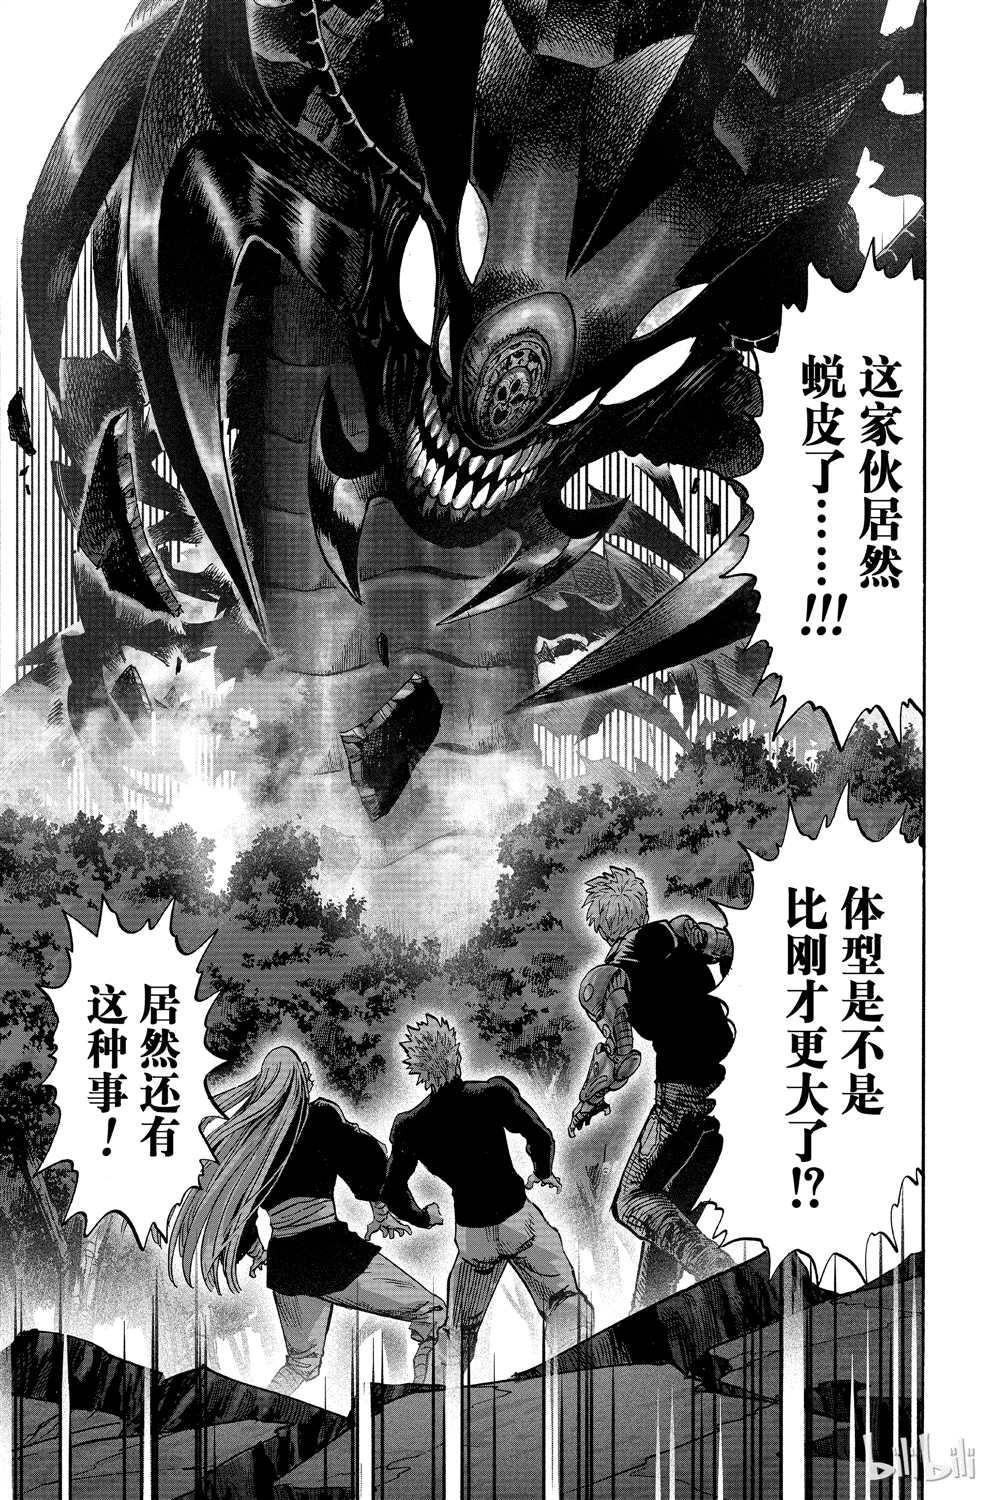 这家伙居然
蜕皮了………!!!
体型是不是
比刚才更大了!?
居然还有
这种事！
bilibili